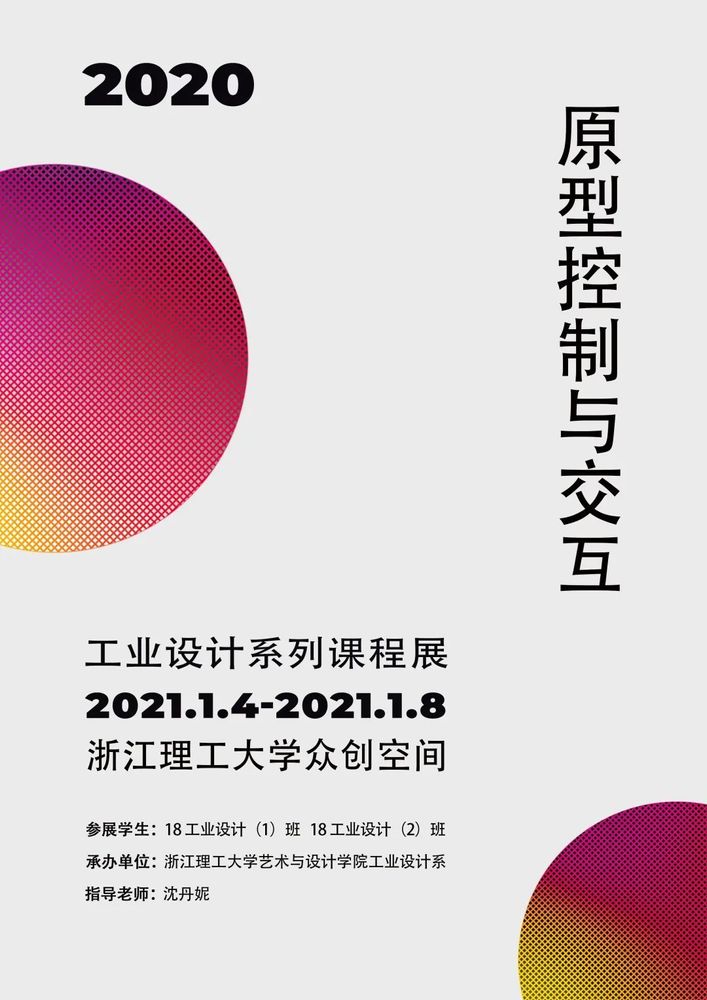 2020
原型控制与交互
工业设计系列课程展
2021.1.4-2021.1.8
浙江理工大学众创空间
参展学生：18工业设计（1）班 18工业设计（2）班
承办单位：浙江理工大学艺术与设计学院工业设计系
指导老师：沈丹妮